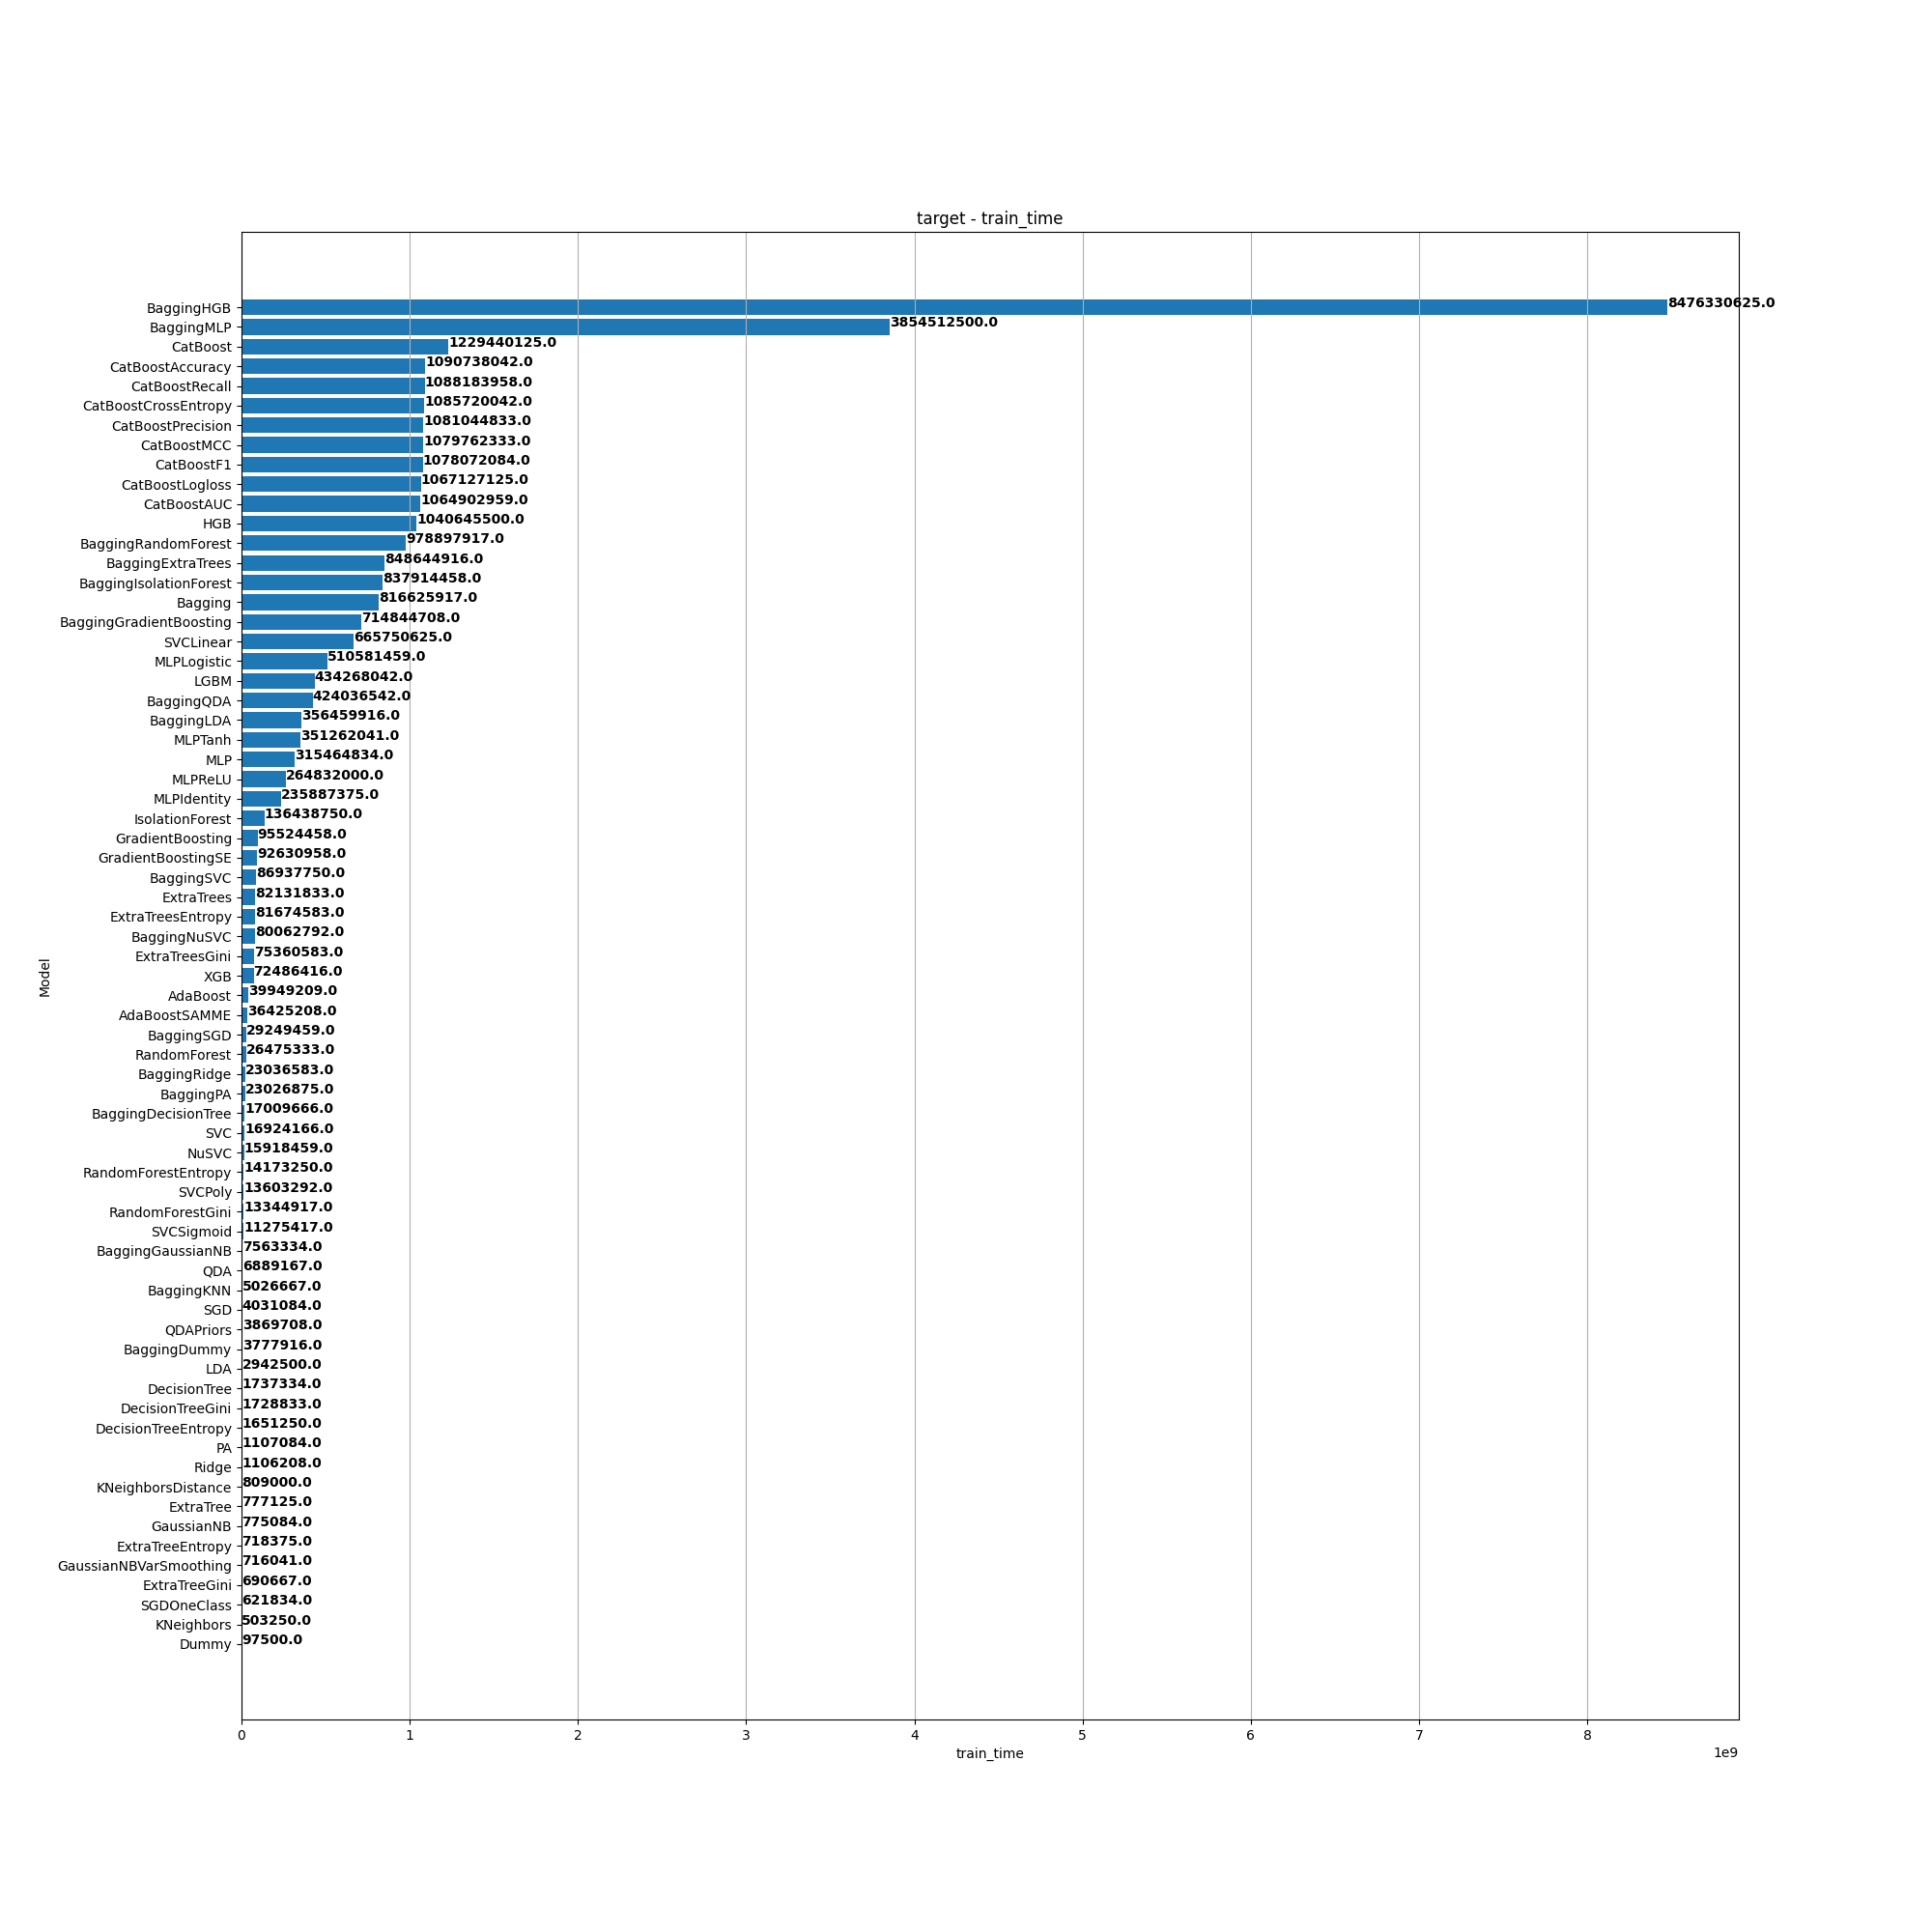 target - train_time
BaggingHGB 8476330625.0
BaggingMLP 3854512500.0
CatBoost 1229440125.0
CatBoostAccuracy 1090738042.0
CatBoostRecall 1088183958.0
CatBoostCrossEntropy 1085720042.0
CatBoostPrecision 1081044833.0
CatBoostMCC 1079762333.0
CatBoostF1 1078072084.0
CatBoostLogloss 1067127125.0
CatBoostAUC 1064902959.0
HGB 1040645500.0
BaggingRandomForest 978897917.0
BaggingExtraTrees 848644916.0
BaggingIsolationForest 837914458.0
Bagging 816625917.0
BaggingGradientBoosting 714844708.0
SVCLinear 665750625.0
MLPLogistic 510581459.0
LGBM 434268042.0
BaggingQDA 424036542.0
BaggingLDA 356459916.0
MLPTanh 351262041.0
MLP 315464834.0
MLPReLU 264832000.0
MLPIdentity 235887375.0
IsolationForest 136438750.0
GradientBoosting 95524458.0
GradientBoostingSE 92630958.0
BaggingSVC 86937750.0
ExtraTrees 82131833.0
ExtraTreesEntropy 81674583.0
BaggingNuSVC 80062792.0
ExtraTreesGini 75360583.0
XGB 72486416.0
AdaBoost 39949209.0
AdaBoostSAMME 36425208.0
BaggingSGD 29249459.0
RandomForest 26475333.0
BaggingRidge 23036583.0
BaggingPA 23026875.0
BaggingDecisionTree 17009666.0
SVC 16924166.0
NuSVC 15918459.0
RandomForestEntropy 14173250.0
SVCPoly 13603292.0
RandomForestGini 13344917.0
SVCSigmoid 11275417.0
BaggingGaussianNB 7563334.0
QDA 6889167.0
BaggingKNN 5026667.0
SGD 4031084.0
QDAPriors 3869708.0
BaggingDummy 3777916.0
LDA 2942500.0
DecisionTree 1737334.0
DecisionTreeGini 1728833.0
DecisionTreeEntropy 1651250.0
PA 1107084.0
Ridge 1106208.0
KNeighborsDistance 809000.0
ExtraTree 777125.0
GaussianNB 775084.0
ExtraTreeEntropy 718375.0
GaussianNBVarSmoothing 716041.0
ExtraTreeGini 690667.0
SGDOneClass 621834.0
KNeighbors 503250.0
Dummy 97500.0
Model
0 1 2 3 4 5 6 7 8
train_time
1e9